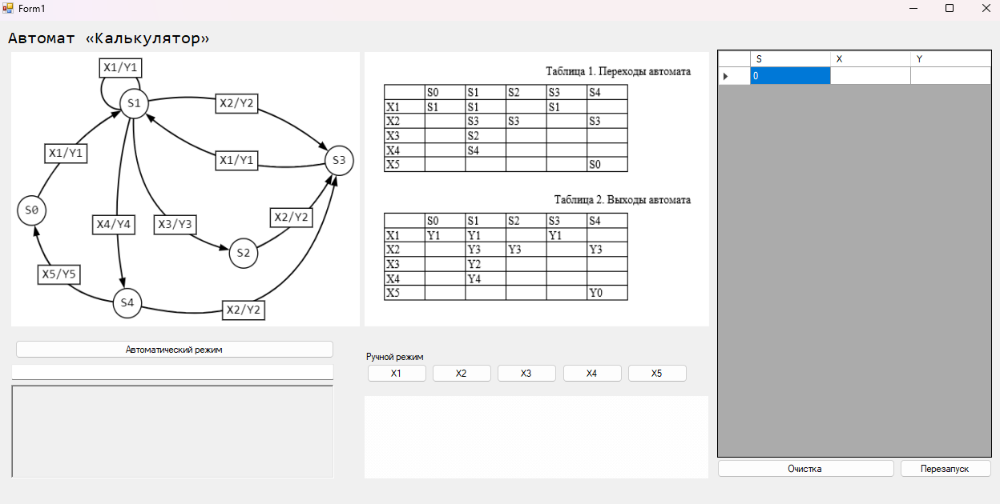 Form1
Автомат «Калькулятор»
X1/Y1
S1
X2/Y2
X1/Y1
X1/Y1
S3
S0
X4/Y4
X3/Y3
X2/Y2
S2
X5/Y5
S4
X2/Y2
Таблица 1. Переходы автомата
S0 S1 S2 S3 S4
X1 S1 S1 S1
X2 S3 S3 S3
X3 S2
X4 S4
X5 S0
Таблица 2. Выходы автомата
S0 S1 S2 S3 S4
X1 Y1 Y1 Y1
X2 Y3 Y3 Y3
X3 Y2
X4 Y4
X5 Y0
S X Y
0
Автоматический режим
Ручной режим
X1 X2 X3 X4 X5
Очистка Перезапуск